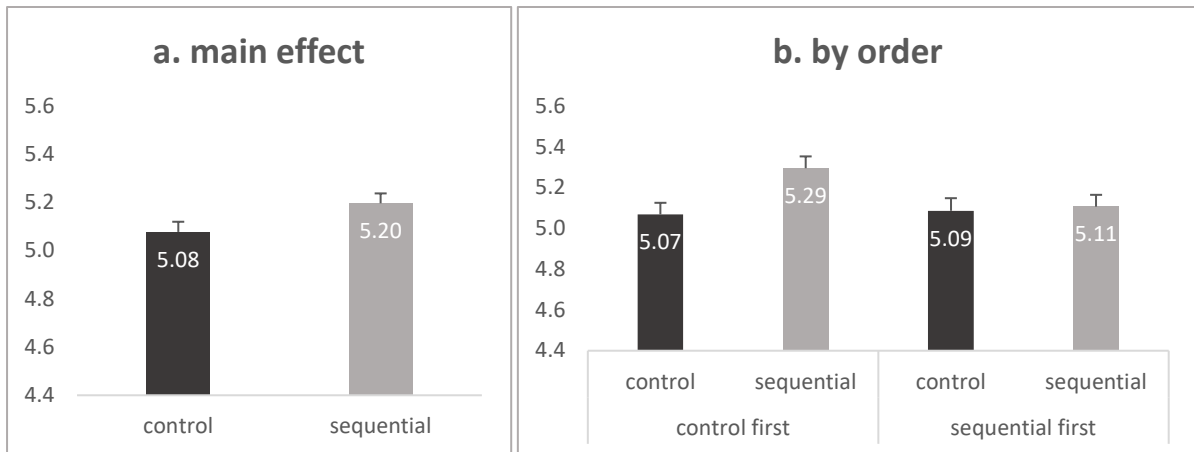 a. main effect
5.6
5.4
5.2
5.0
4.8
4.6
4.4
5.08
5.20
control
sequential
b. by order
5.6
5.4
5.2
5.0
4.8
4.6
4.4
5.07
5.29
5.09
5.11
control
sequential
control
sequential
control first
sequential first